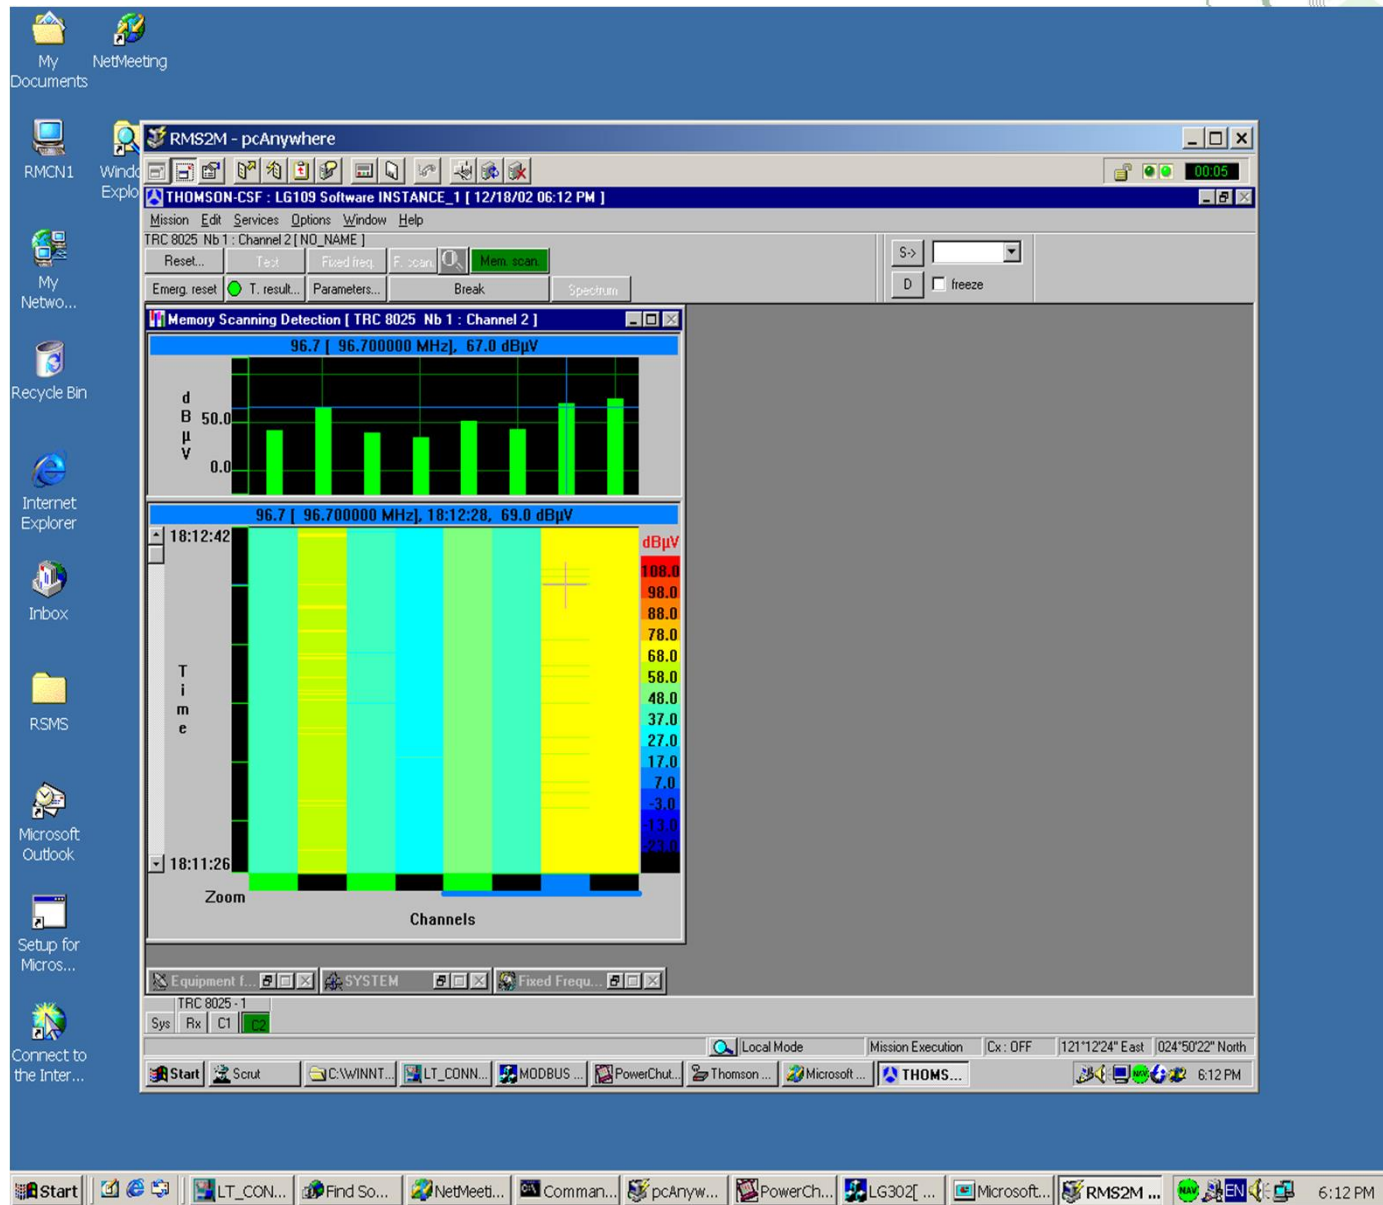 My Documents
NetMeeting
RMCN1
Windo
Explo
My
Netwo...
Recycle Bin
Internet
Explorer
Inbox
RSMS
Microsoft
Outlook
Setup for
Micros...
Connect to
the Inter...
RMS2M - pcAnywhere
00:05
THOMSON-CSF : LG109 Software INSTANCE_1 [ 12/18/02 06:12 PM ]
Mission Edit Services Options Window Help
TRC 8025 Nb 1 : Channel 2 [ NO_NAME ]
Reset... Test Fixed freq. F. scan. Mem. scan.
S->
Emerg. reset T. result... Parameters... Break Spectrum
D freeze
Memory Scanning Detection [ TRC 8025 Nb 1 : Channel 2 ]
96.7 [ 96.700000 MHz], 67.0 dBµV
dBµV
50.0
0.0
96.7 [ 96.700000 MHz], 18:12:28, 69.0 dBµV
18:12:42
Time
18:11:26
dBµV
108.0
98.0
88.0
78.0
68.0
58.0
48.0
37.0
27.0
17.0
7.0
-3.0
-13.0
-23.0
Zoom
Channels
Equipment f... SYSTEM Fixed Frequ...
TRC 8025 - 1
Sys Rx C1 C2
Local Mode Mission Execution Cx : OFF 121°12'24" East 024°50'22" North
Start Scrut C:\WINNT... LT_CONN... MODBUS ... PowerChut... Thomson ... Microsoft ... THOMS... NAV 6:12 PM
Start LT_CON... Find So... NetMeeti... Comman... pcAnyw... PowerCh... LG302[ ... Microsoft... RMS2M ... NAV EN 6:12 PM